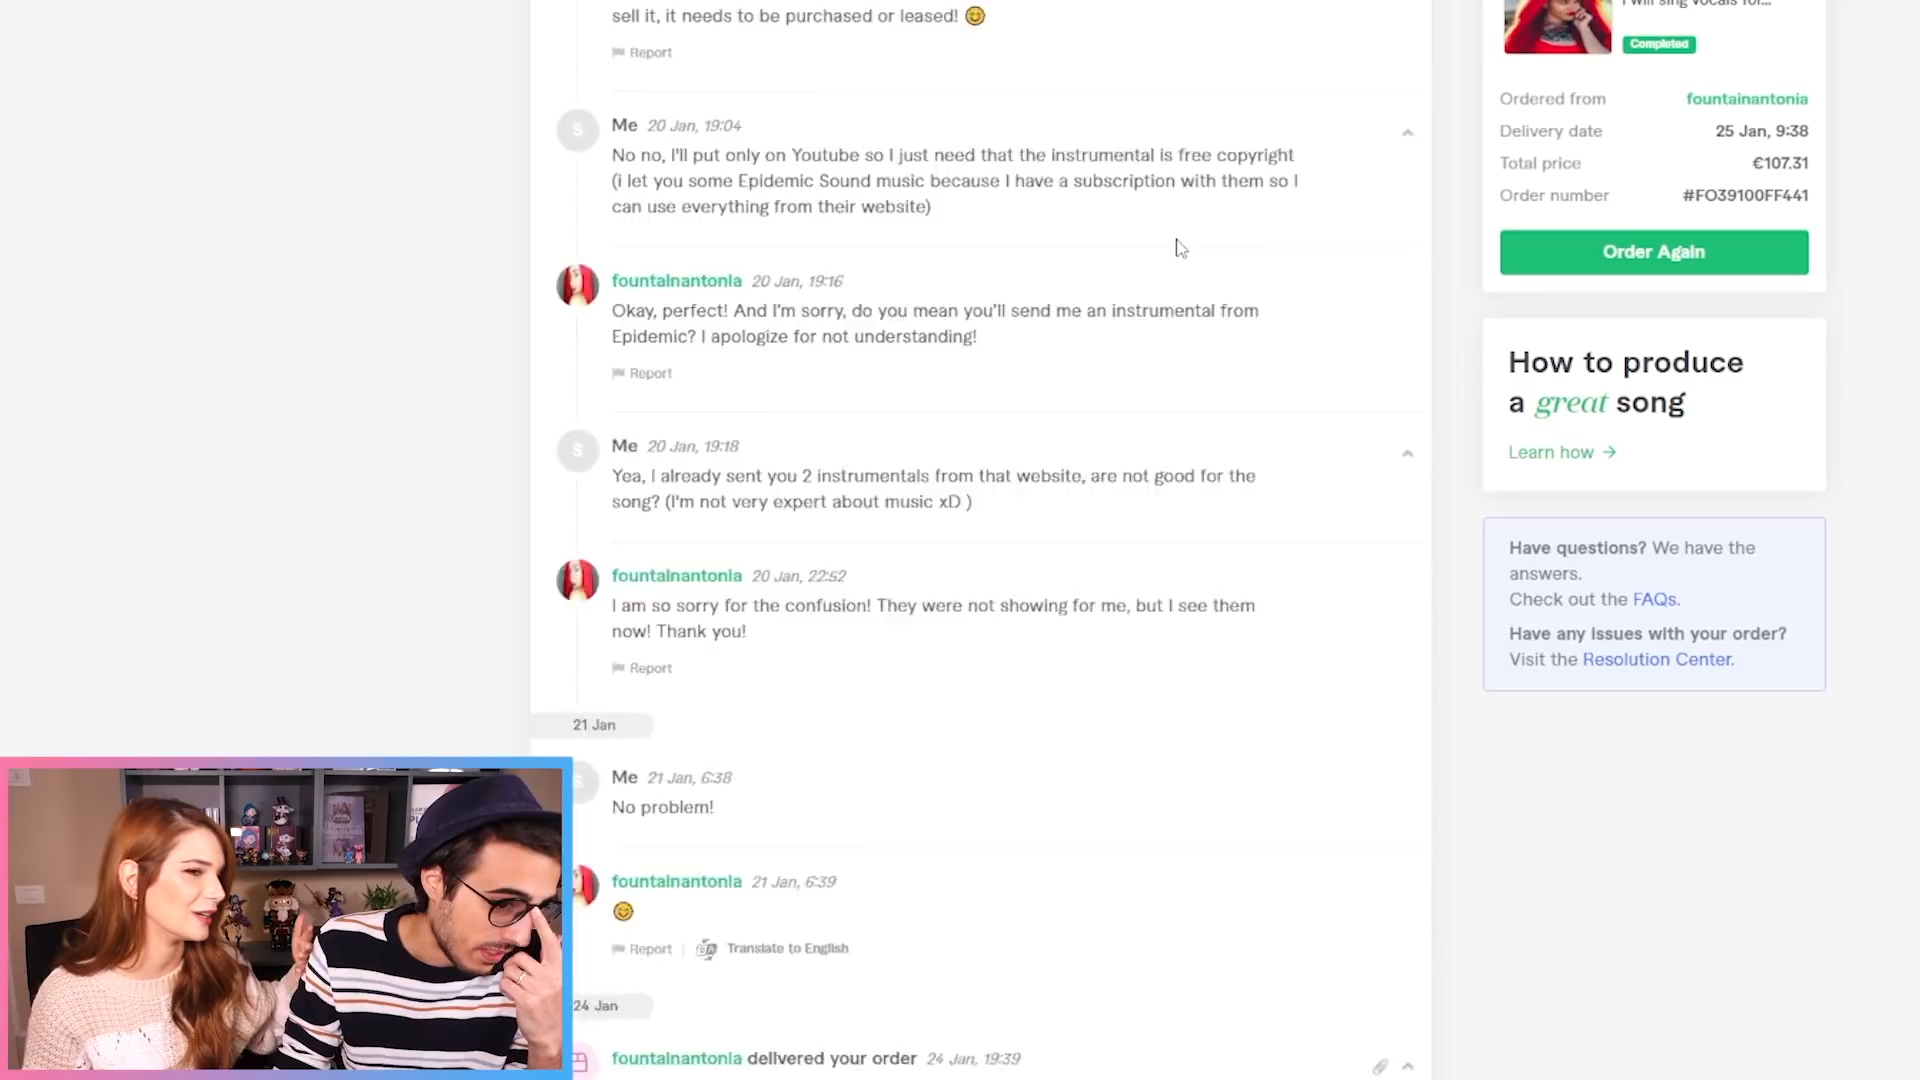 sell it, it needs to be purchased or leased!
Report
Me 20 Jan, 19:04
No no, I'll put only on Youtube so I just need that the instrumental is free copyright
(i let you some Epidemic Sound music because I have a subscription with them so I
can use everything from their website)
fountainantonia 20 Jan, 19:16
Okay, perfect! And I'm sorry, do you mean you'll send me an instrumental from
Epidemic? I apologize for not understanding!
Report
Me 20 Jan, 19:18
Yea, I already sent you 2 instrumentals from that website, are not good for the
song? (I'm not very expert about music xD )
fountainantonia 20 Jan, 22:52
I am so sorry for the confusion! They were not showing for me, but I see them
now! Thank you!
Report
21 Jan
Me 21 Jan, 6:38
No problem!
fountainantonia 21 Jan, 6:39
Report
Translate to English
24 Jan
fountainantonia delivered your order 24 Jan, 19:39
I will sing vocals for...
Completed
Ordered from fountainantonia
Delivery date 25 Jan, 9:38
Total price €107.31
Order number #FO39100FF441
Order Again
How to produce
a great song
Learn how →
Have questions? We have the
answers.
Check out the FAQs.
Have any issues with your order?
Visit the Resolution Center.